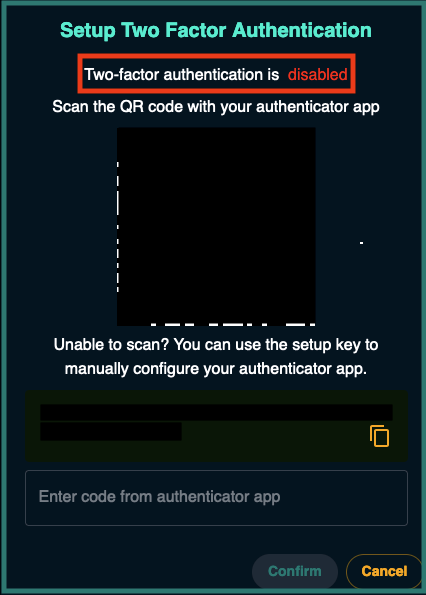 Setup Two Factor Authentication
Two-factor authentication is disabled
Scan the QR code with your authenticator app
Unable to scan? You can use the setup key to
manually configure your authenticator app.
Enter code from authenticator app
Confirm
Cancel